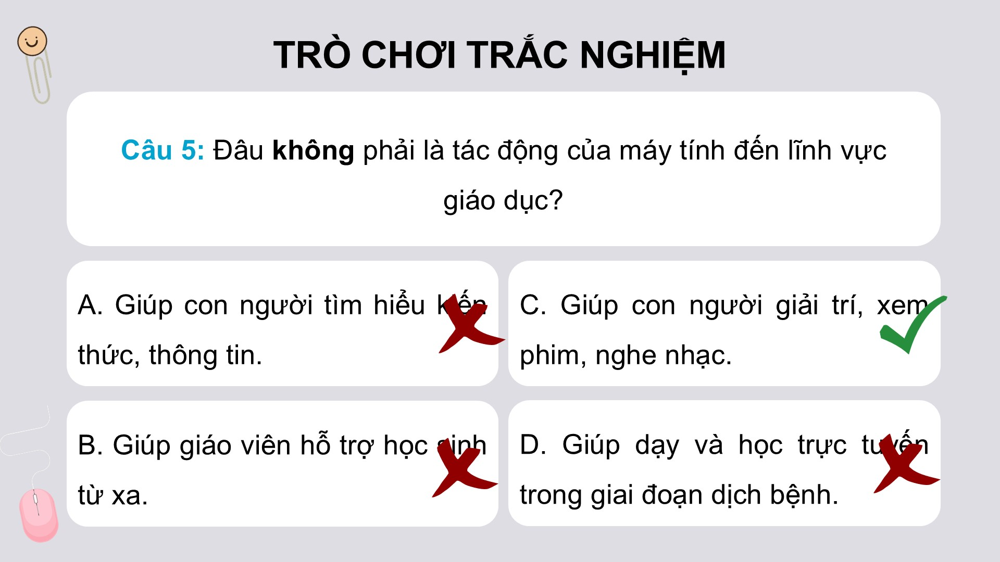 TRÒ CHƠI TRẮC NGHIỆM
Câu 5: Đâu không phải là tác động của máy tính đến lĩnh vực
giáo dục?
A. Giúp con người tìm hiểu kiến
thức, thông tin.
C. Giúp con người giải trí, xem
phim, nghe nhạc.
B. Giúp giáo viên hỗ trợ học sinh
từ xa.
D. Giúp dạy và học trực tuyến
trong giai đoạn dịch bệnh.